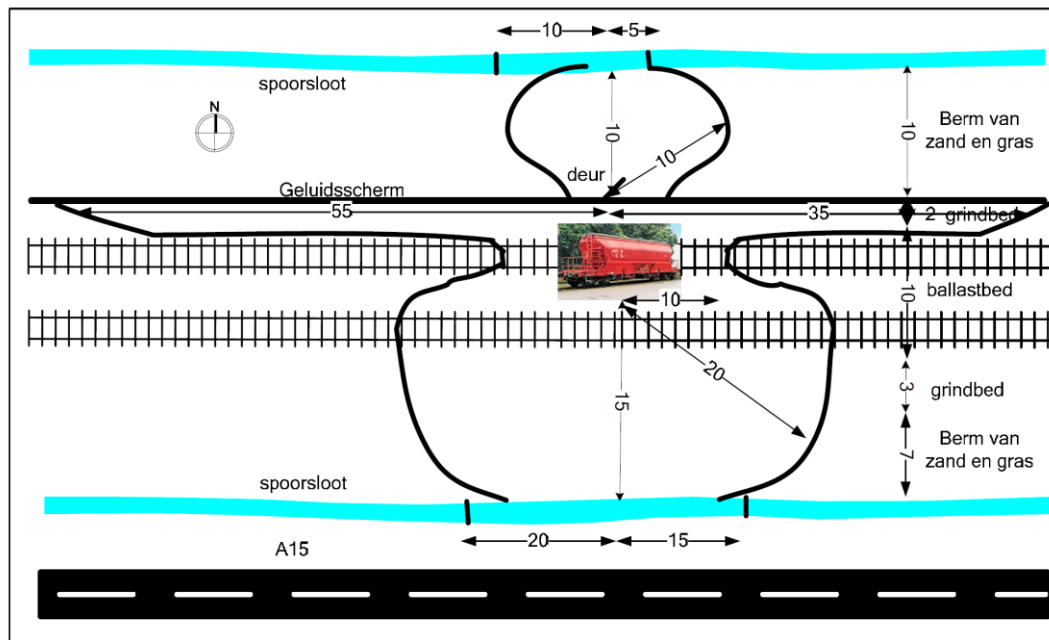 10
5
spoorsloot
N
10
10
deur
10
Berm van
zand en gras
Geluidsscherm
55
35
2 grindbed
10
10
ballastbed
20
15
3
grindbed
7
Berm van
zand en gras
spoorsloot
20
15
A15